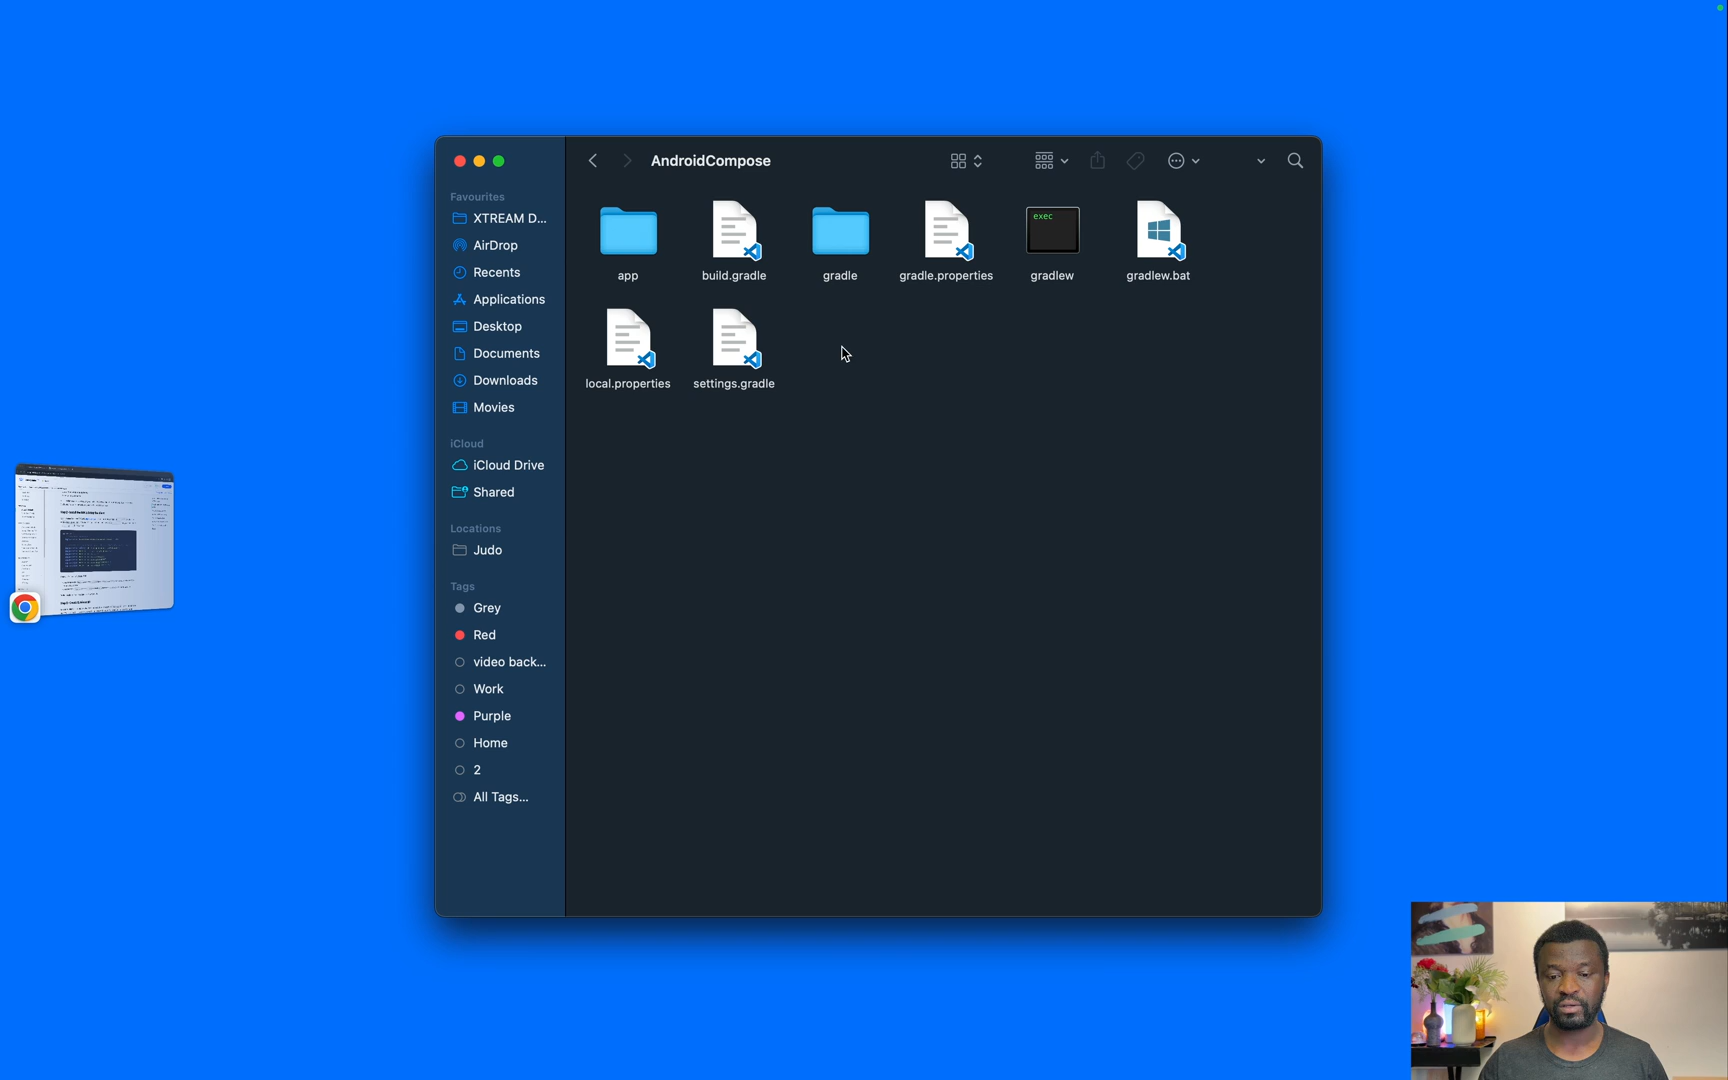 AndroidCompose
Favourites
XTREAM D...
AirDrop
Recents
Applications
Desktop
Documents
Downloads
Movies
iCloud
iCloud Drive
Shared
Locations
Judo
Tags
Grey
Red
video back...
Work
Purple
Home
2
All Tags...
app
build.gradle
gradle
gradle.properties
exec
gradlew
gradlew.bat
local.properties
settings.gradle